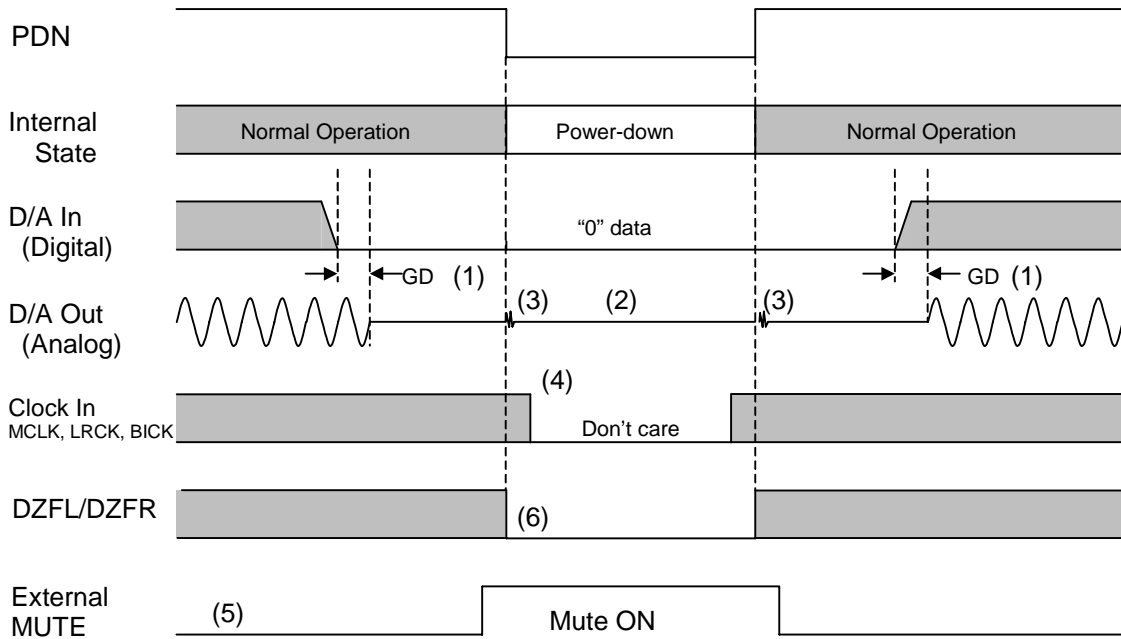 PDN
Internal
State
Normal Operation
Power-down
Normal Operation
D/A In
(Digital)
“0” data
GD (1)
GD (1)
D/A Out
(Analog)
(3)
(2)
(3)
(4)
Clock In
MCLK, LRCK, BICK
Don’t care
DZFL/DZFR
(6)
External
MUTE
(5)
Mute ON